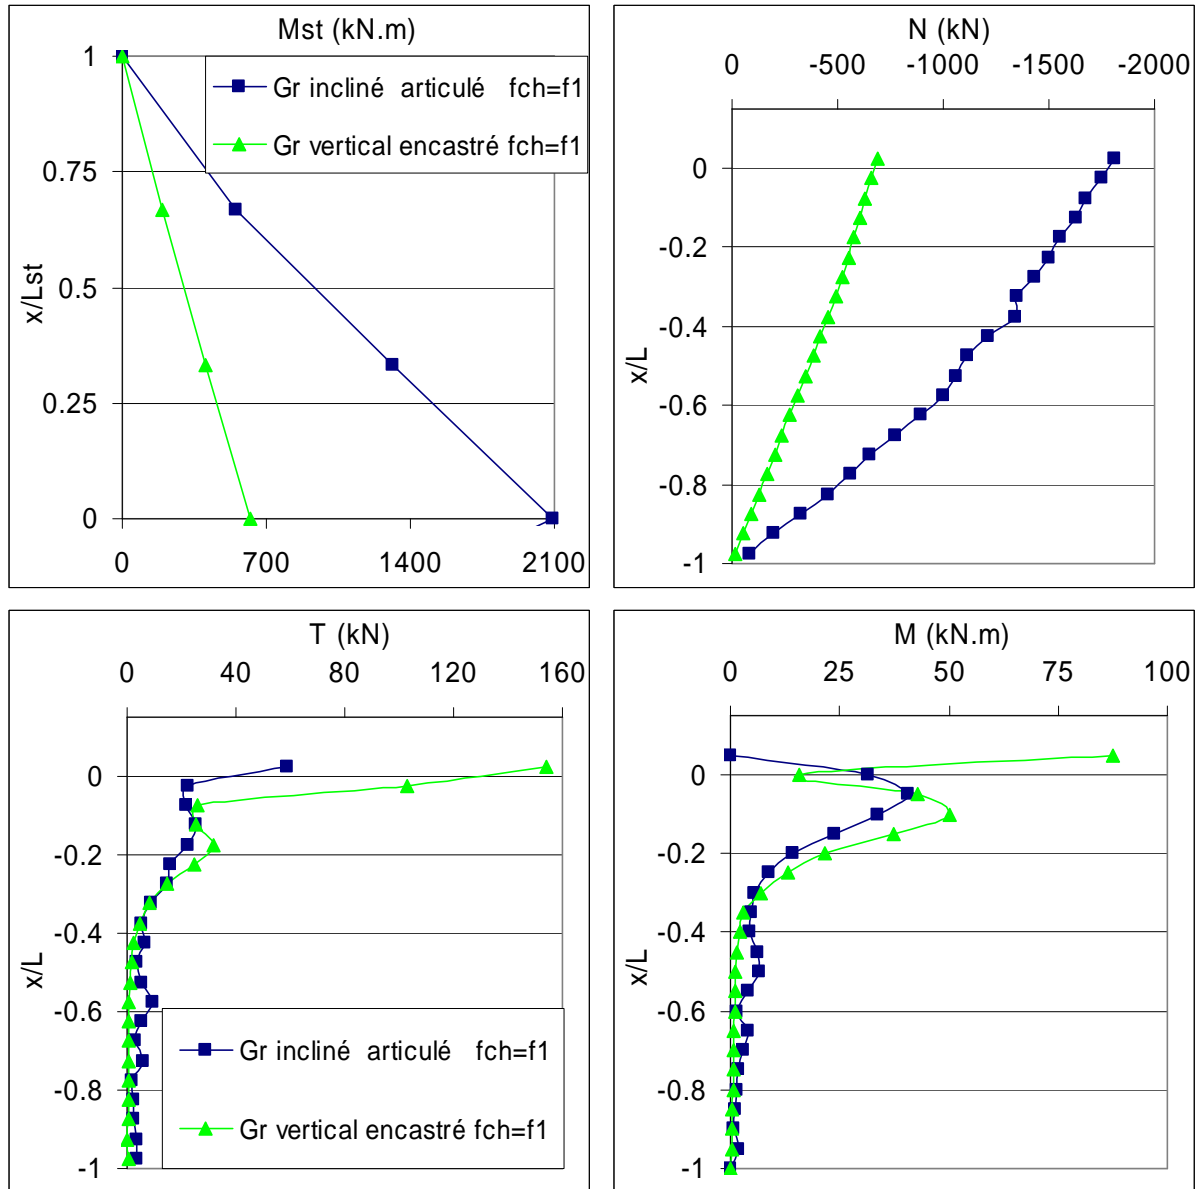 Mst (kN.m)
1
0.75
0.5
0.25
0
x/Lst
0 700 1400 2100
Gr incliné articulé fch=f1
Gr vertical encastré fch=f1
N (kN)
0 -500 -1000 -1500 -2000
0
-0.2
-0.4
-0.6
-0.8
-1
x/L
T (kN)
0 40 80 120 160
0
-0.2
-0.4
-0.6
-0.8
-1
x/L
Gr incliné articulé fch=f1
Gr vertical encastré fch=f1
M (kN.m)
0 25 50 75 100
0
-0.2
-0.4
-0.6
-0.8
-1
x/L